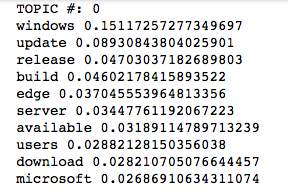 TOPIC #: 0
windows 0.15117257277349697
update 0.08930843804025901
release 0.04703037182689803
build 0.04602178415893522
edge 0.037045553964813356
server 0.03447761192067223
available 0.03189114789713239
users 0.02882128150356038
download 0.028210705076644457
microsoft 0.02686910634311074